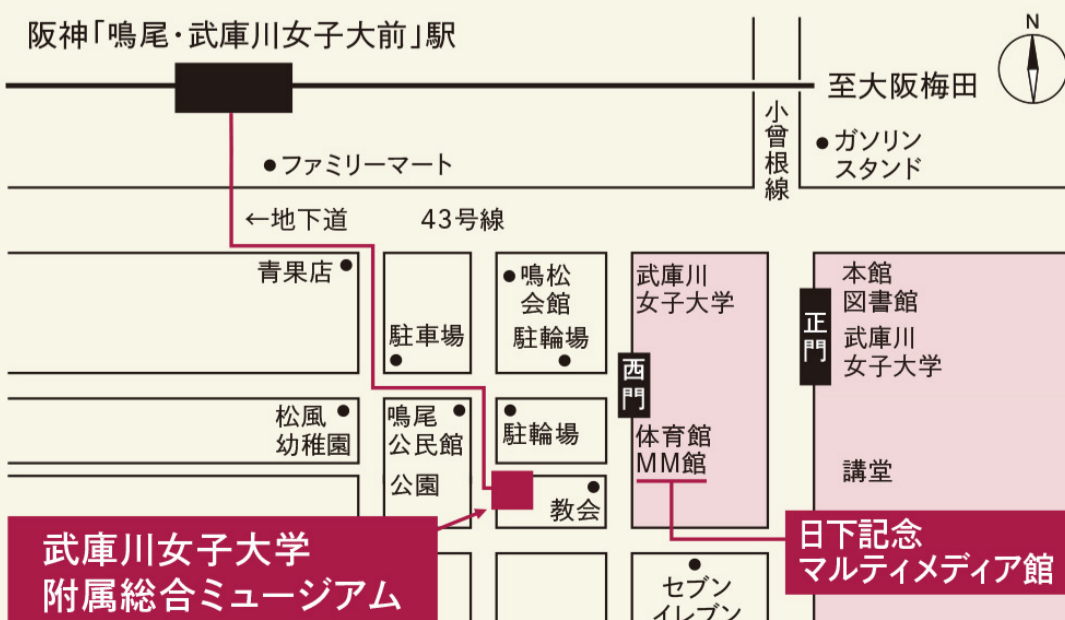 阪神「鳴尾・武庫川女子大前」駅
N
至大阪梅田
小曾根線
●ガソリン
スタンド
●ファミリーマート
←地下道
43号線
青果店●
駐車場
●鳴松
会館
駐輪場
武庫川
女子大学
西門
体育館
MM館
正門
本館
図書館
武庫川
女子大学
講堂
松風●
幼稚園
鳴尾●
公民館
公園
駐輪場
教会
武庫川女子大学
附属総合ミュージアム
日下記念
マルティメディア館
セブン
イレブン